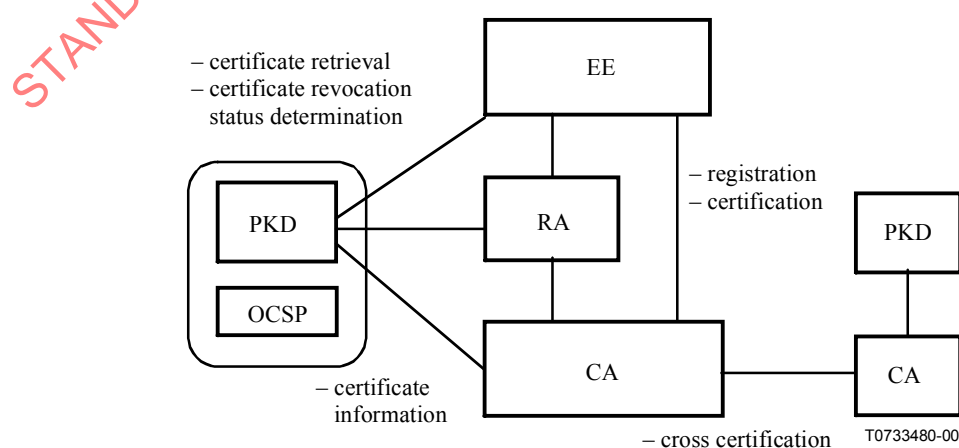 STAND
EE
– certificate retrieval
– certificate revocation
status determination
– registration
– certification
PKD
RA
PKD
OCSP
CA
CA
– certificate
information
– cross certification
T0733480-00